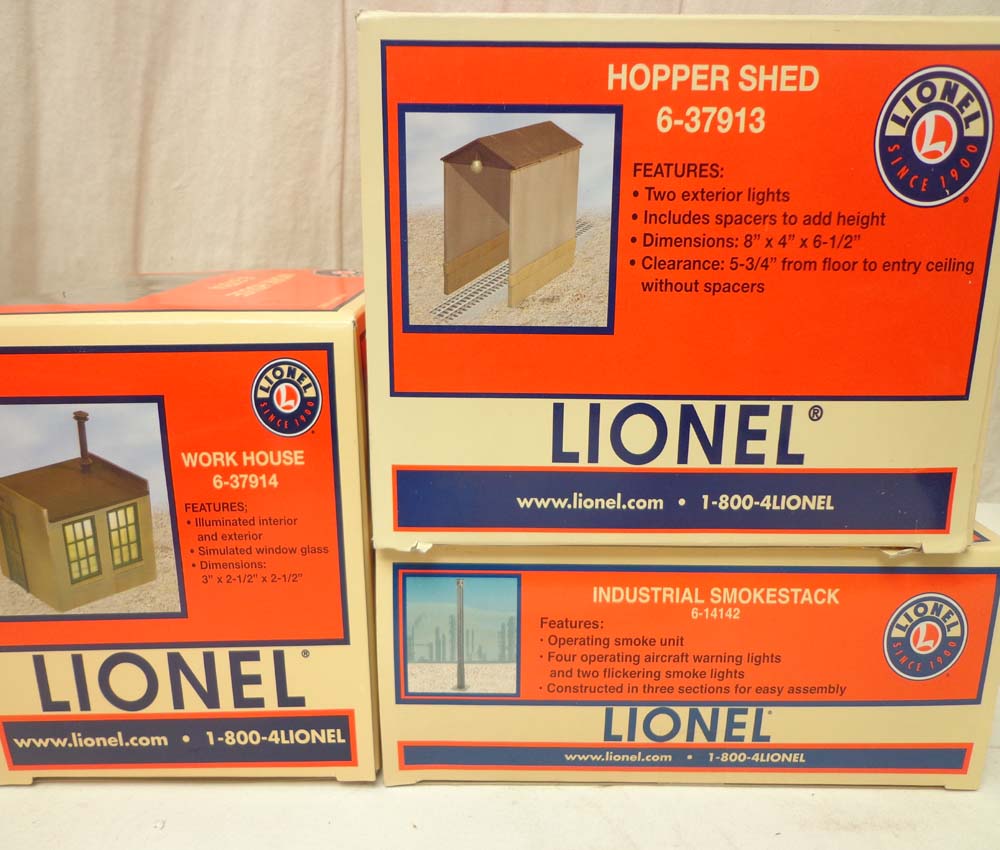 HOPPER SHED
6-37913
FEATURES:
• Two exterior lights
• Includes spacers to add height
• Dimensions: 8" x 4" x 6-1/2"
• Clearance: 5-3/4" from floor to entry ceiling
without spacers
LIONEL
L
SINCE 1900
LIONEL®
www.lionel.com • 1-800-4LIONEL
LIONEL
L
SINCE 1900
WORK HOUSE
6-37914
FEATURES;
• Illuminated interior
and exterior
• Simulated window glass
• Dimensions:
3" x 2-1/2" x 2-1/2"
LIONEL®
www.lionel.com • 1-800-4LIONEL
INDUSTRIAL SMOKESTACK
6-14142
Features:
· Operating smoke unit
· Four operating aircraft warning lights
and two flickering smoke lights
· Constructed in three sections for easy assembly
LIONEL
L
SINCE 1900
LIONEL®
www.lionel.com • 1-800-4LIONEL